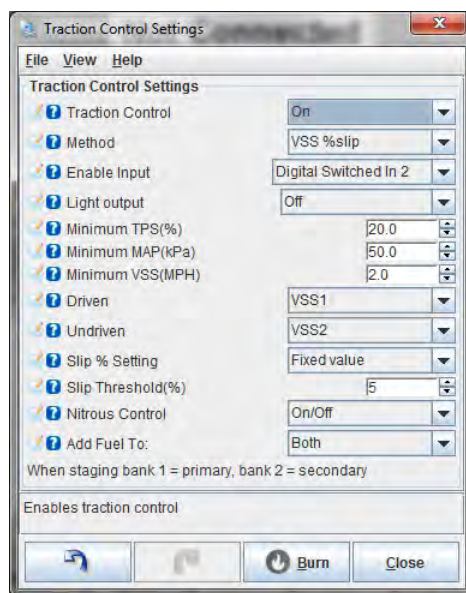 Traction Control Settings
File View Help
Traction Control Settings
Traction Control On
Method VSS %slip
Enable Input Digital Switched In 2
Light output Off
Minimum TPS(%) 20.0
Minimum MAP(kPa) 50.0
Minimum VSS(MPH) 2.0
Driven VSS1
Undriven VSS2
Slip % Setting Fixed value
Slip Threshold(%) 5
Nitrous Control On/Off
Add Fuel To: Both
When staging bank 1 = primary, bank 2 = secondary
Enables traction control
Burn Close